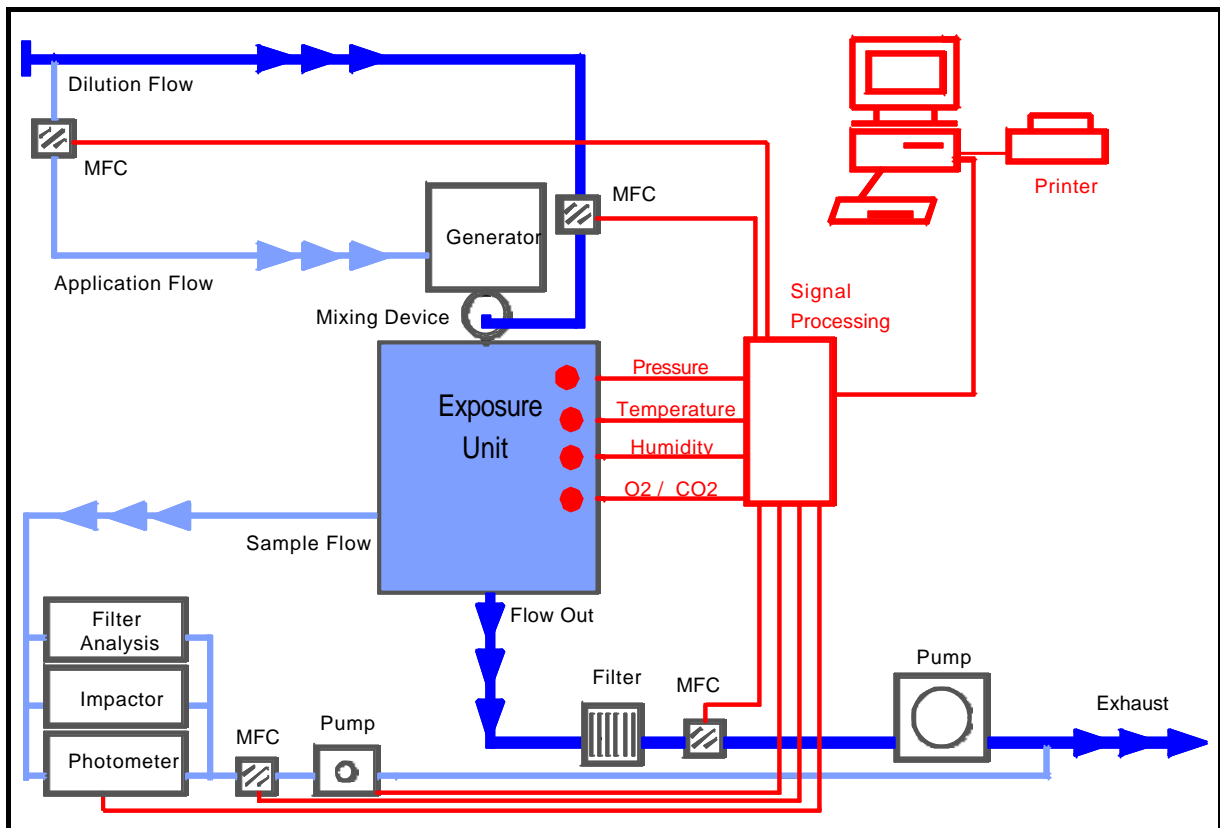 Dilution Flow
MFC
Application Flow
Generator
MFC
Mixing Device
Printer
Signal
Processing
Exposure
Unit
Pressure
Temperature
Humidity
O2 / CO2
Sample Flow
Flow Out
Filter
Analysis
Impactor
Photometer
MFC
Pump
Filter
MFC
Pump
Exhaust